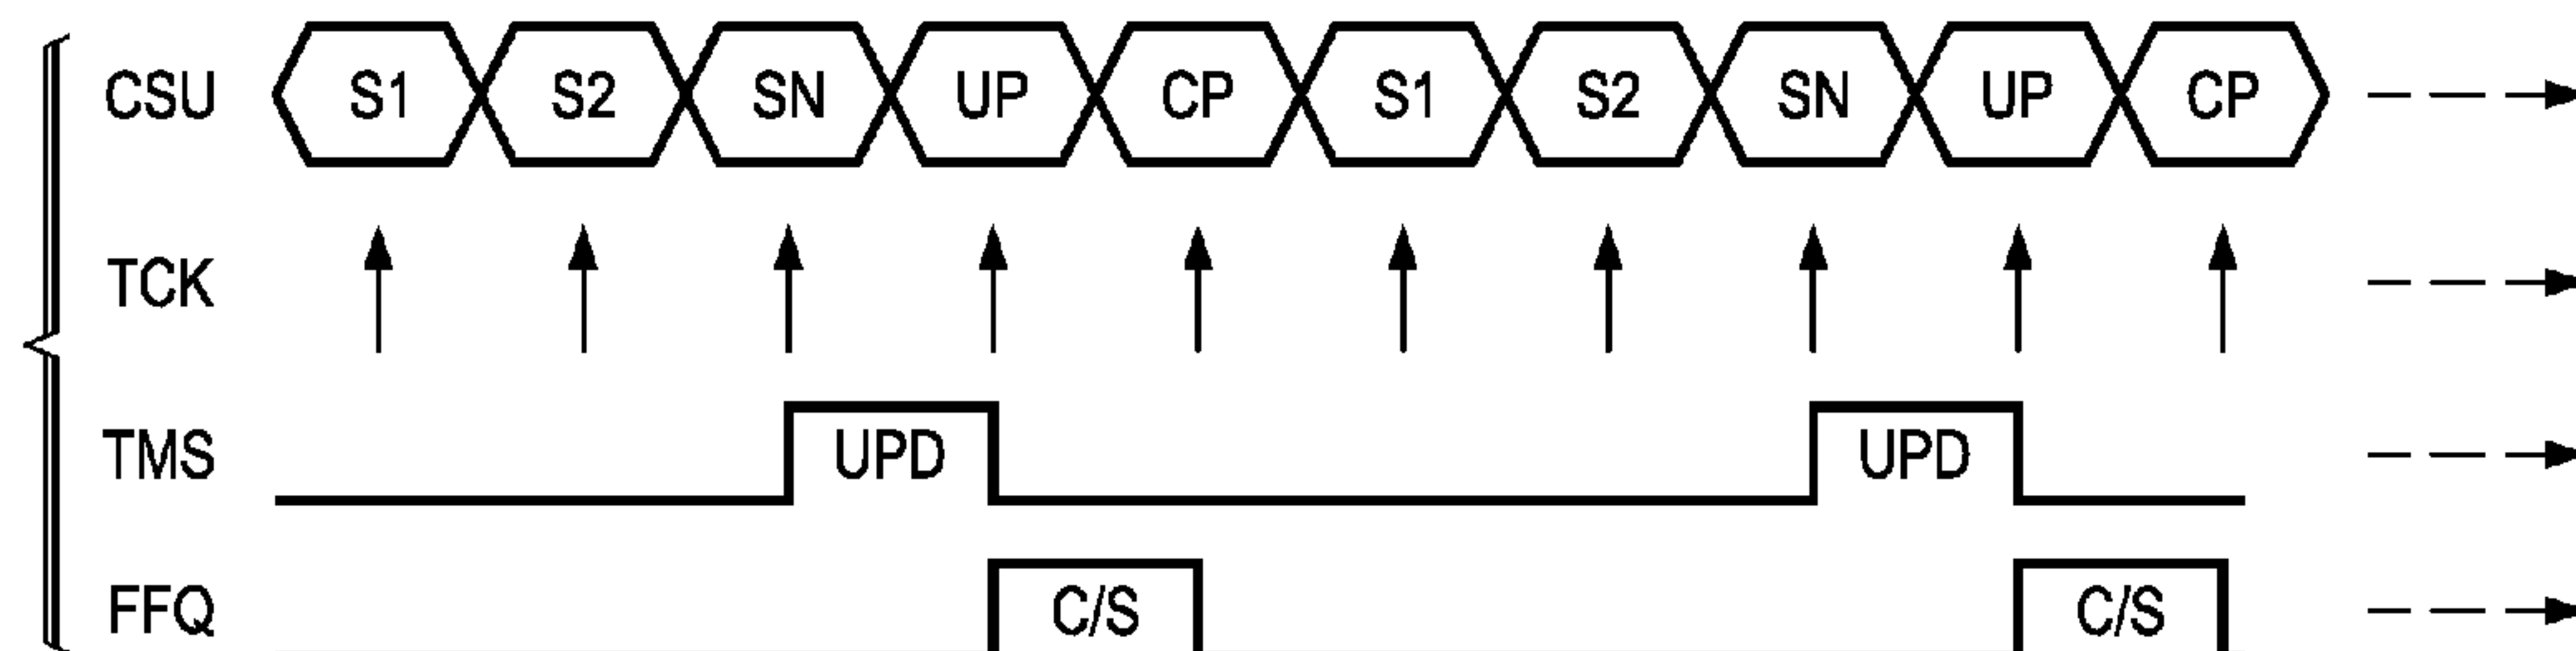 CSU S1 S2 SN UP CP S1 S2 SN UP CP
TCK
TMS UPD UPD
FFQ C/S C/S